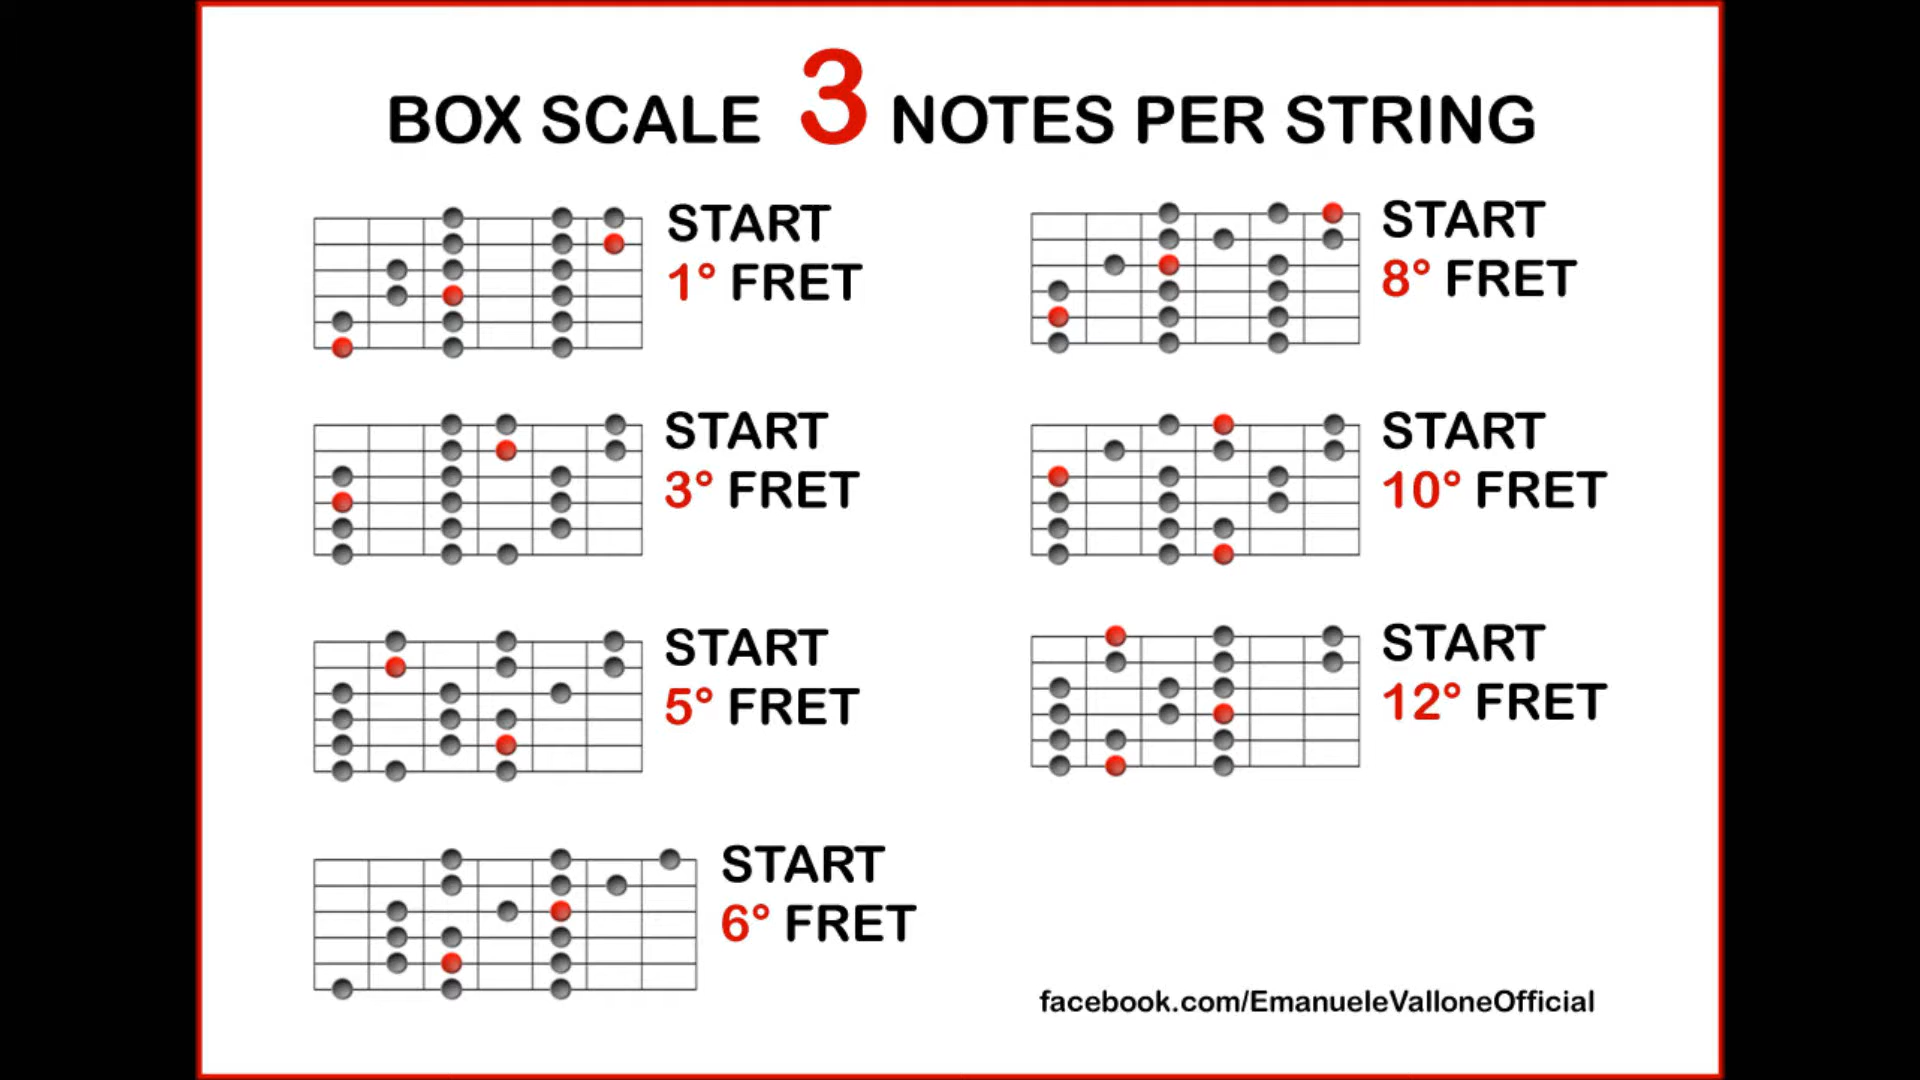 BOX SCALE 3 NOTES PER STRING
START
1° FRET
START
3° FRET
START
5° FRET
START
6° FRET
START
8° FRET
START
10° FRET
START
12° FRET
facebook.com/EmanueleValloneOfficial